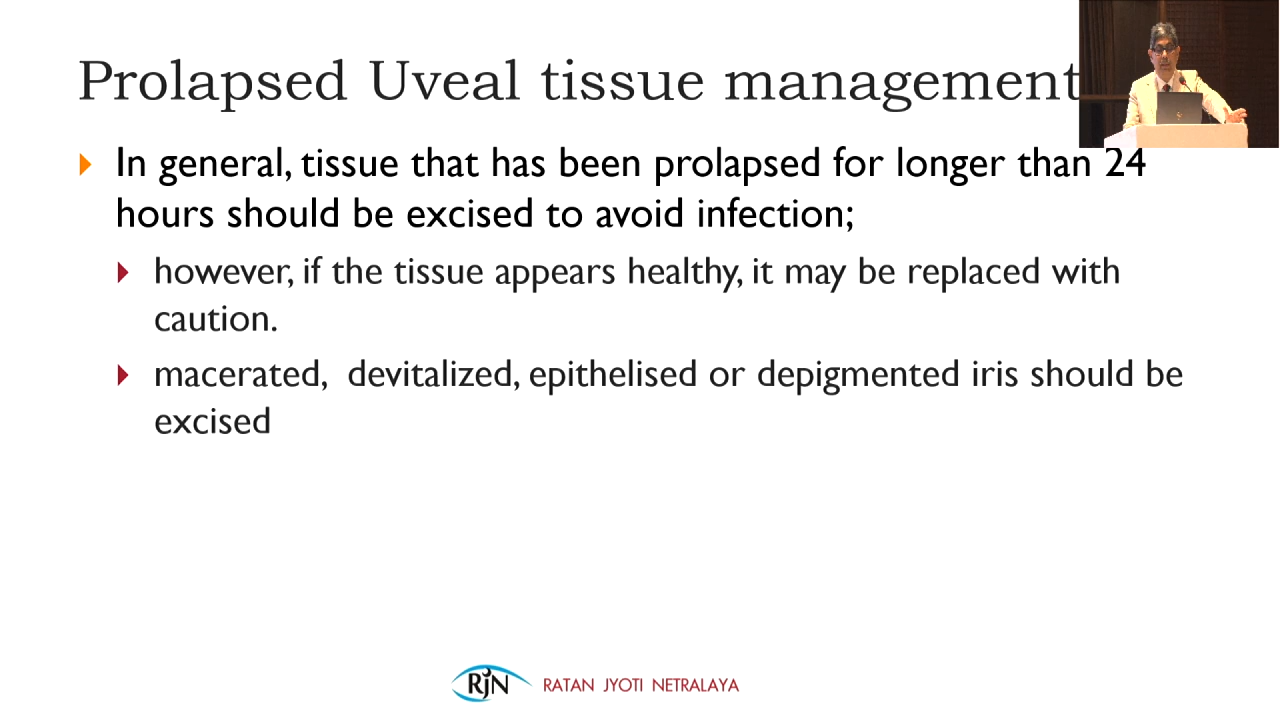 Prolapsed Uveal tissue management
In general, tissue that has been prolapsed for longer than 24
hours should be excised to avoid infection;
however, if the tissue appears healthy, it may be replaced with
caution.
macerated, devitalized, epithelised or depigmented iris should be
excised
RJN RATAN JYOTI NETRALAYA